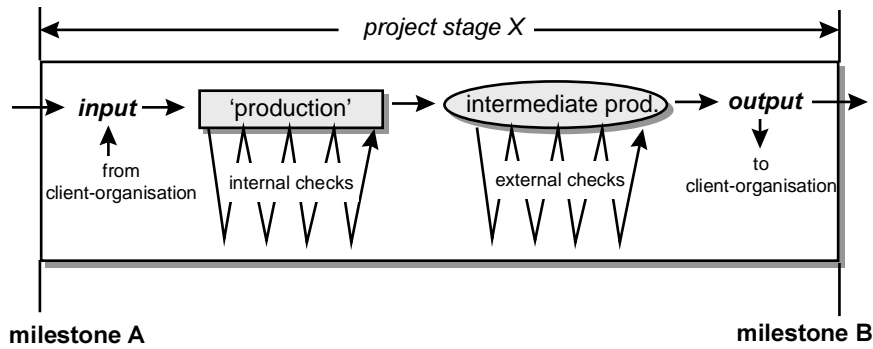 project stage X
input
‘production’
intermediate prod.
output
from
client-organisation
internal checks
external checks
to
client-organisation
milestone A
milestone B